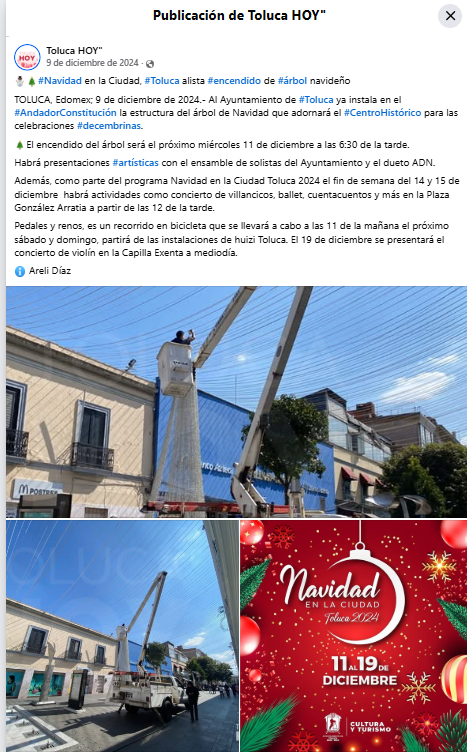 Publicación de Toluca HOY"
Toluca HOY"
9 de diciembre de 2024 ·
HOY
#Navidad en la Ciudad, #Toluca alista #encendido de #árbol navideño
TOLUCA, Edomex; 9 de diciembre de 2024.- Al Ayuntamiento de #Toluca ya instala en el
#AndadorConstitución la estructura del árbol de Navidad que adornará el #CentroHistórico para las
celebraciones #decembrinas.
🎄El encendido del árbol será el próximo miércoles 11 de diciembre a las 6:30 de la tarde.
Habrá presentaciones #artísticas con el ensamble de solistas del Ayuntamiento y el dueto ADN.
Además, como parte del programa Navidad en la Ciudad Toluca 2024 el fin de semana del 14 y 15 de
diciembre habrá actividades como concierto de villancicos, ballet, cuentacuentos y más en la Plaza
González Arratia a partir de las 12 de la tarde.
Pedales y renos, es un recorrido en bicicleta que se llevará a cabo a las 11 de la mañana el próximo
sábado y domingo, partirá de las instalaciones de huizi Toluca. El 19 de diciembre se presentará el
concierto de violín en la Capilla Exenta a mediodía.
ℹ️ Areli Díaz
POSTRES
Navidad
EN LA CIUDAD
Toluca 2024
11 AL 19 DE
DICIEMBRE
CULTURA
Y TURISMO